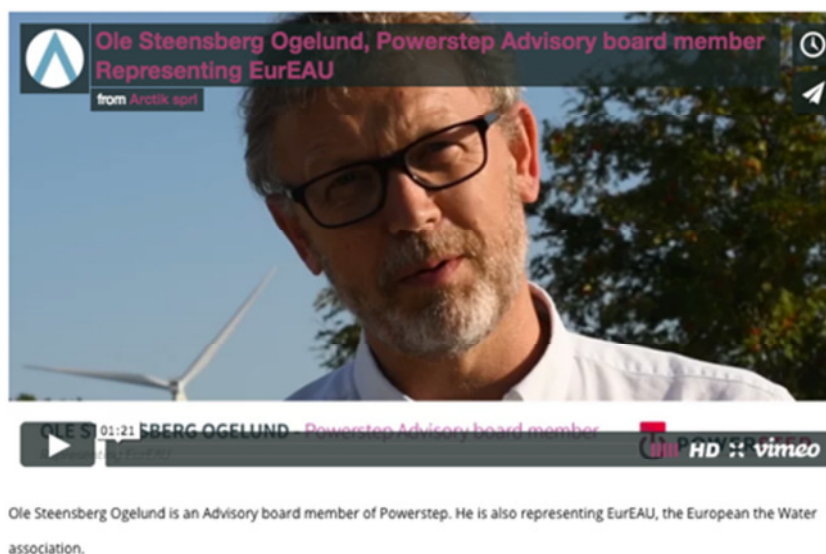 Ole Steensberg Ogelund, Powerstep Advisory board member
Representing EurEAU
from Arctik sprl
01:21
SBERG OGELUND - Powerstep Advisory board member
HD vimeo
Ole Steensberg Ogelund is an Advisory board member of Powerstep. He is also representing EurEAU, the European the Water
association.